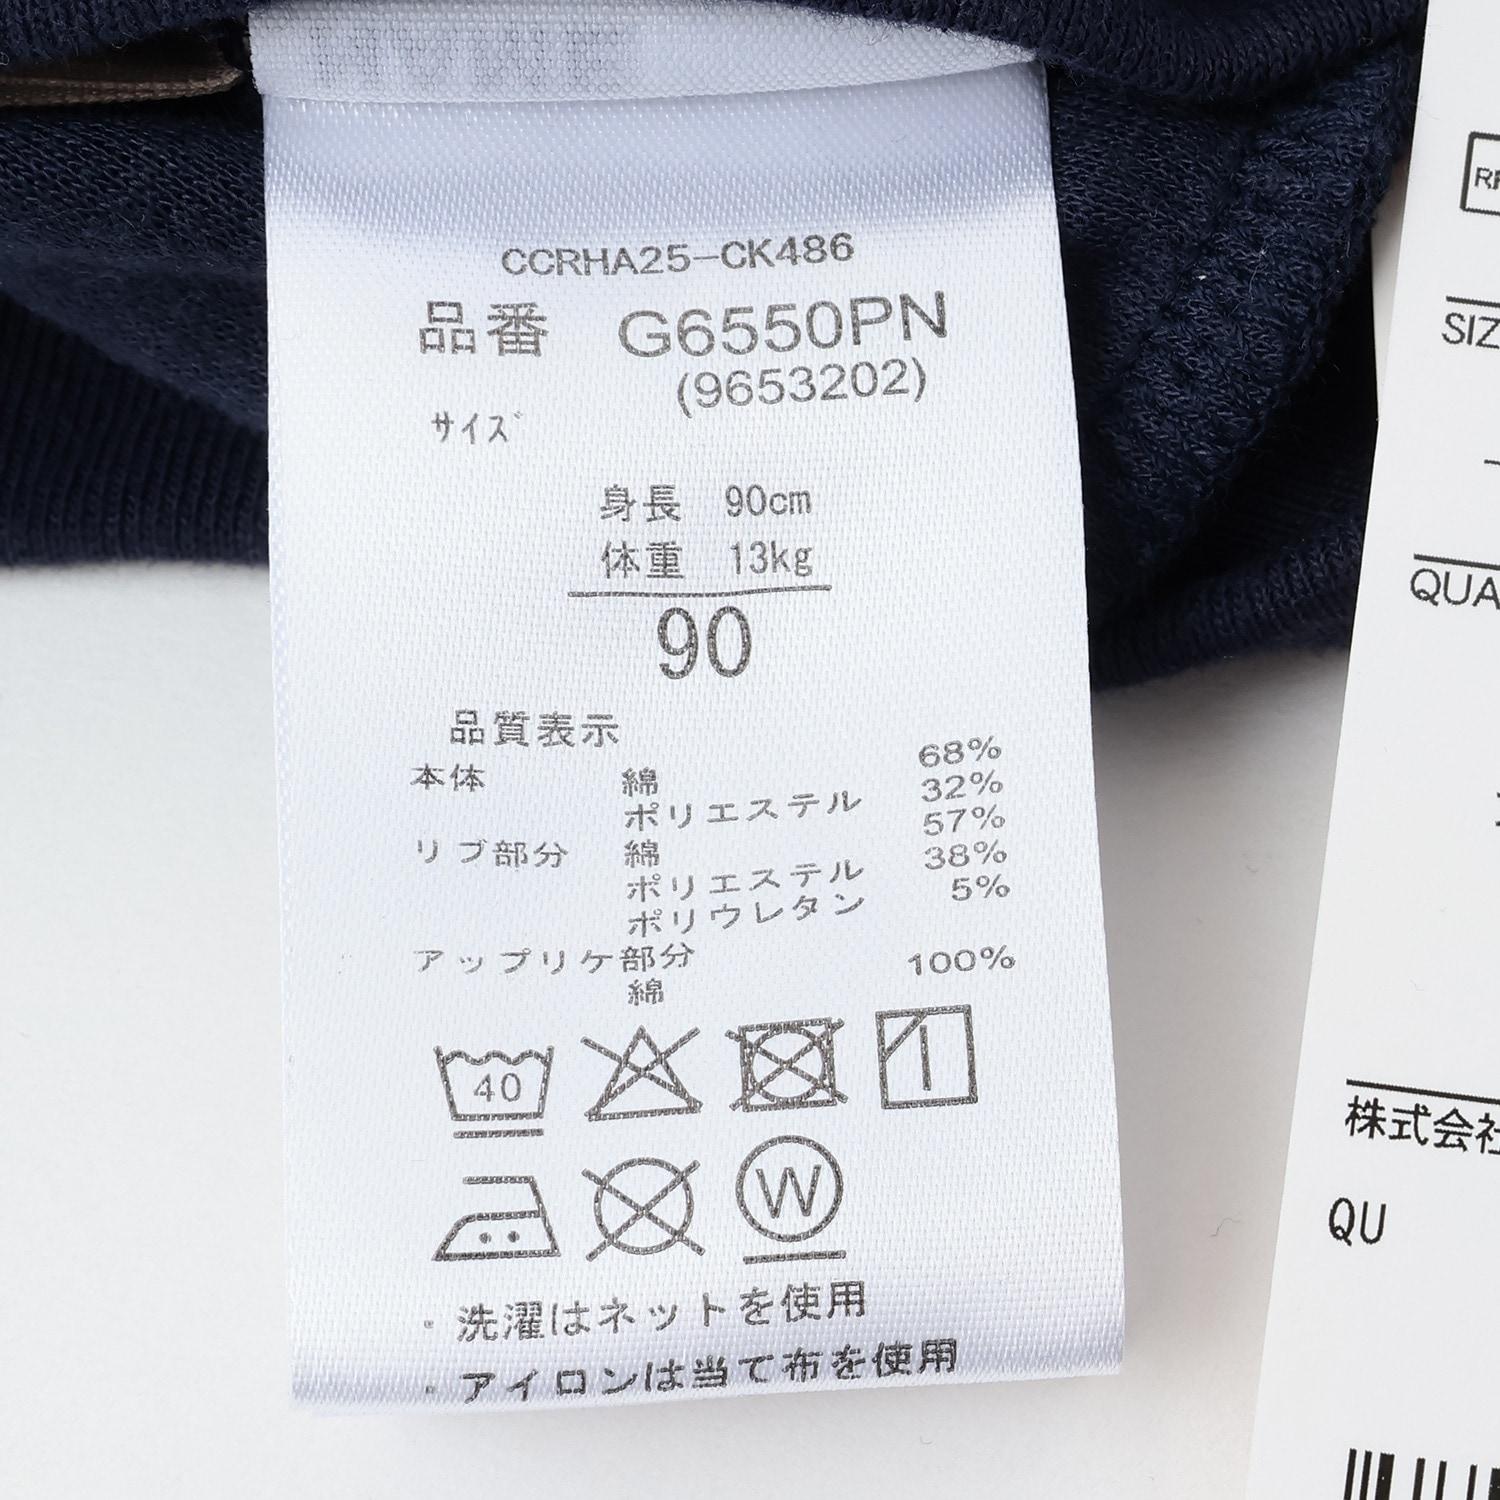 CCRHA25-CK486
品番 G6550PN
(9653202)
サイズ
身長 90cm
体重 13kg
90
品質表示
本体 綿 68%
ポリエステル 32%
リブ部分 綿 57%
ポリエステル 38%
ポリウレタン 5%
アップリケ部分
綿 100%
40
W
・洗濯はネットを使用
・アイロンは当て布を使用
SIZ
QUA
株式会社
QU